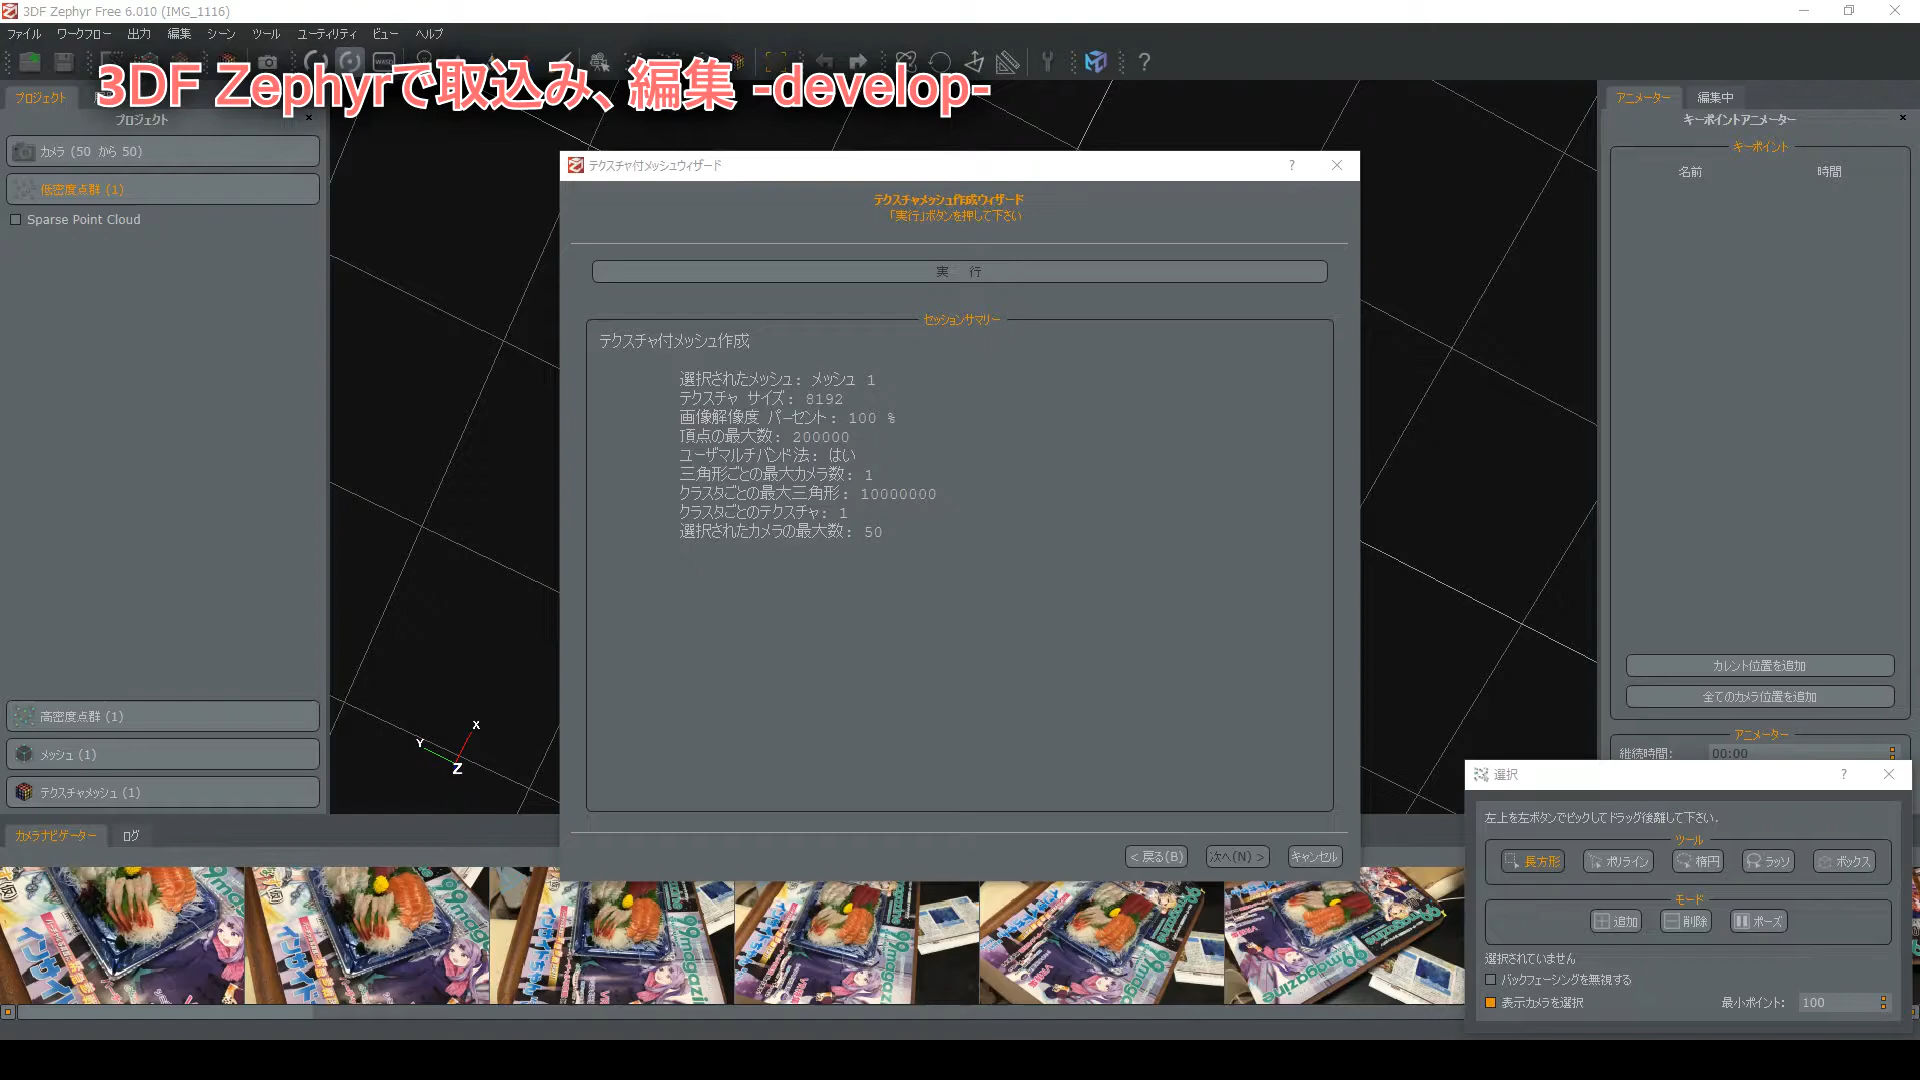 3DF Zephyr Free 6.010 (IMG_1116)
ファイル ワークフロー 出力 編集 シーン ツール ユーティリティ ビュー ヘルプ
3DF Zephyrで取込み、編集 -develop-
プロジェクト
プロジェクト
カメラ (50 から 50)
低密度点群 (1)
Sparse Point Cloud
高密度点群 (1)
メッシュ (1)
テクスチャメッシュ (1)
X
Y
Z
テクスチャ付メッシュウィザード
テクスチャメッシュ作成ウィザード
「実行」ボタンを押して下さい
実 行
セッションサマリー
テクスチャ付メッシュ作成
選択されたメッシュ: メッシュ 1
テクスチャ サイズ: 8192
画像解像度 パーセント: 100 %
頂点の最大数: 200000
ユーザマルチバンド法: はい
三角形ごとの最大カメラ数: 1
クラスタごとの最大三角形: 10000000
クラスタごとのテクスチャ: 1
選択されたカメラの最大数: 50
< 戻る(B) 次へ(N) > キャンセル
アニメーター 編集中
キーポイントアニメーター
キーポイント
名前 時間
カレント位置を追加
全てのカメラ位置を追加
アニメーター
継続時間: 00:00
選択
左上を左ボタンでピックしてドラッグ後離して下さい.
ツール
長方形 ポリライン 楕円 ラッソ ボックス
モード
追加 削除 ポーズ
選択されていません
バックフェーシングを無視する
表示カメラを選択 最小ポイント: 100
カメラナビゲーター ログ
99magazine
99magazine
99magazine
99magazine